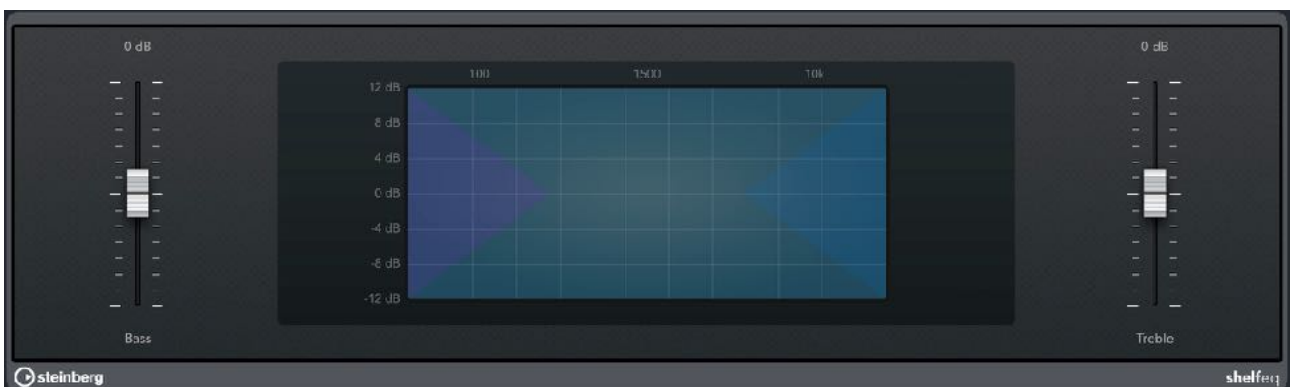 0 dB
0 dB
100 1500 10k
12 dB
8 dB
4 dB
0 dB
-4 dB
-8 dB
-12 dB
Bass
Treble
steinberg
shelfeq